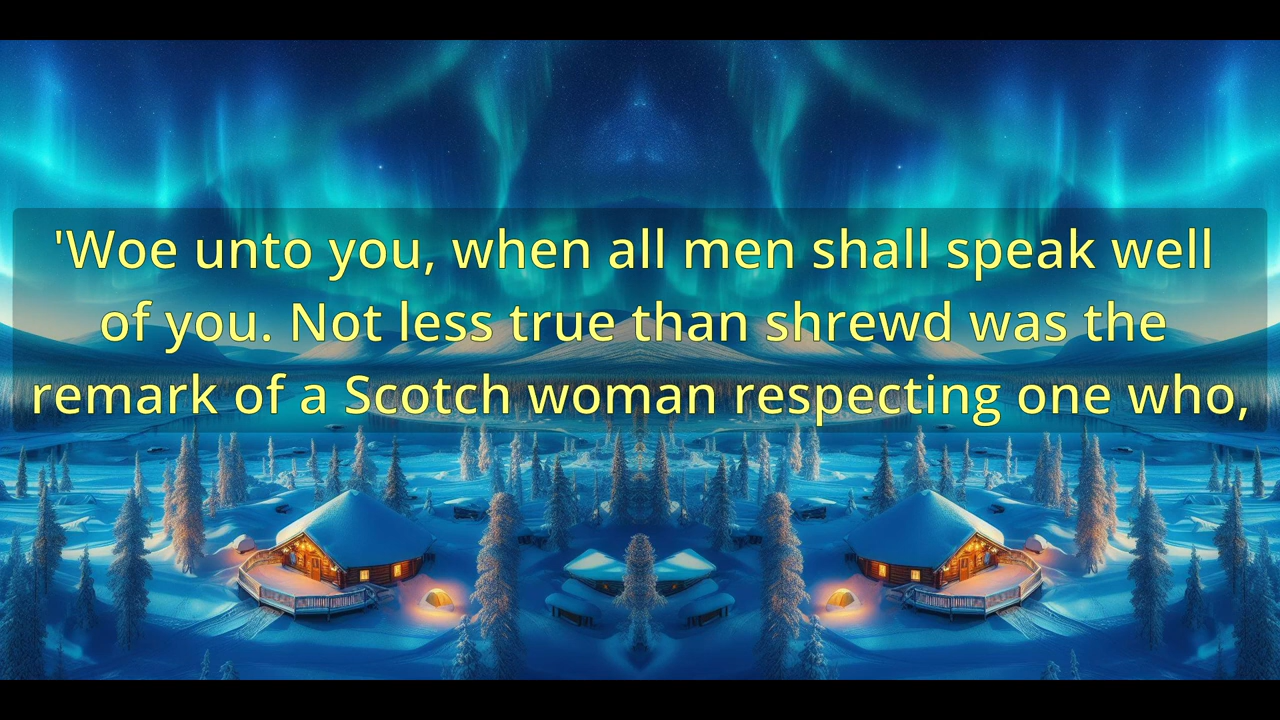 'Woe unto you, when all men shall speak well
of you. Not less true than shrewd was the
remark of a Scotch woman respecting one who,